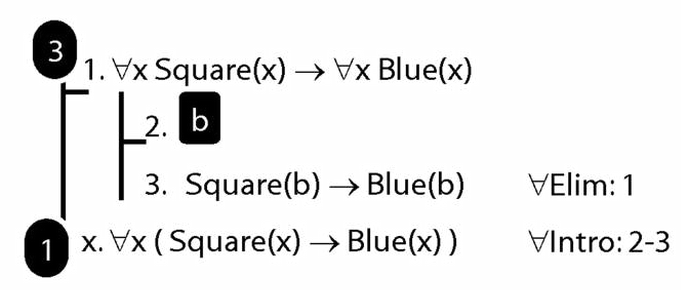 3
1. ∀x Square(x) → ∀x Blue(x)
2. b
3. Square(b) → Blue(b) ∀Elim: 1
1 x. ∀x ( Square(x) → Blue(x) ) ∀Intro: 2-3